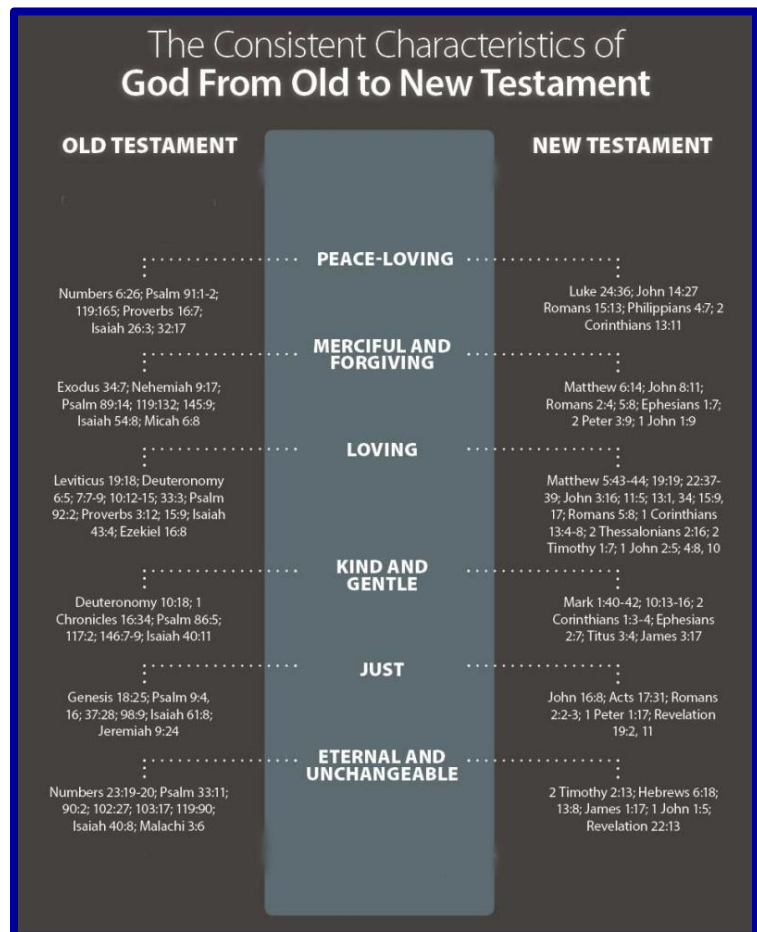 The Consistent Characteristics of
God From Old to New Testament
OLD TESTAMENT
NEW TESTAMENT
PEACE-LOVING
Numbers 6:26; Psalm 91:1-2;
119:165; Proverbs 16:7;
Isaiah 26:3; 32:17
Luke 24:36; John 14:27
Romans 15:13; Philippians 4:7; 2
Corinthians 13:11
MERCIFUL AND
FORGIVING
Exodus 34:7; Nehemiah 9:17;
Psalm 89:14; 119:132; 145:9;
Isaiah 54:8; Micah 6:8
Matthew 6:14; John 8:11;
Romans 2:4; 5:8; Ephesians 1:7;
2 Peter 3:9; 1 John 1:9
LOVING
Leviticus 19:18; Deuteronomy
6:5; 7:7-9; 10:12-15; 33:3; Psalm
92:2; Proverbs 3:12; 15:9; Isaiah
43:4; Ezekiel 16:8
Matthew 5:43-44; 19:19; 22:37-
39; John 3:16; 11:5; 13:1, 34; 15:9,
17; Romans 5:8; 1 Corinthians
13:4-8; 2 Thessalonians 2:16; 2
Timothy 1:7; 1 John 2:5; 4:8, 10
KIND AND
GENTLE
Deuteronomy 10:18; 1
Chronicles 16:34; Psalm 86:5;
117:2; 146:7-9; Isaiah 40:11
Mark 1:40-42; 10:13-16; 2
Corinthians 1:3-4; Ephesians
2:7; Titus 3:4; James 3:17
JUST
Genesis 18:25; Psalm 9:4,
16; 37:28; 98:9; Isaiah 61:8;
Jeremiah 9:24
John 16:8; Acts 17:31; Romans
2:2-3; 1 Peter 1:17; Revelation
19:2, 11
ETERNAL AND
UNCHANGEABLE
Numbers 23:19-20; Psalm 33:11;
90:2; 102:27; 103:17; 119:90;
Isaiah 40:8; Malachi 3:6
2 Timothy 2:13; Hebrews 6:18;
13:8; James 1:17; 1 John 1:5;
Revelation 22:13